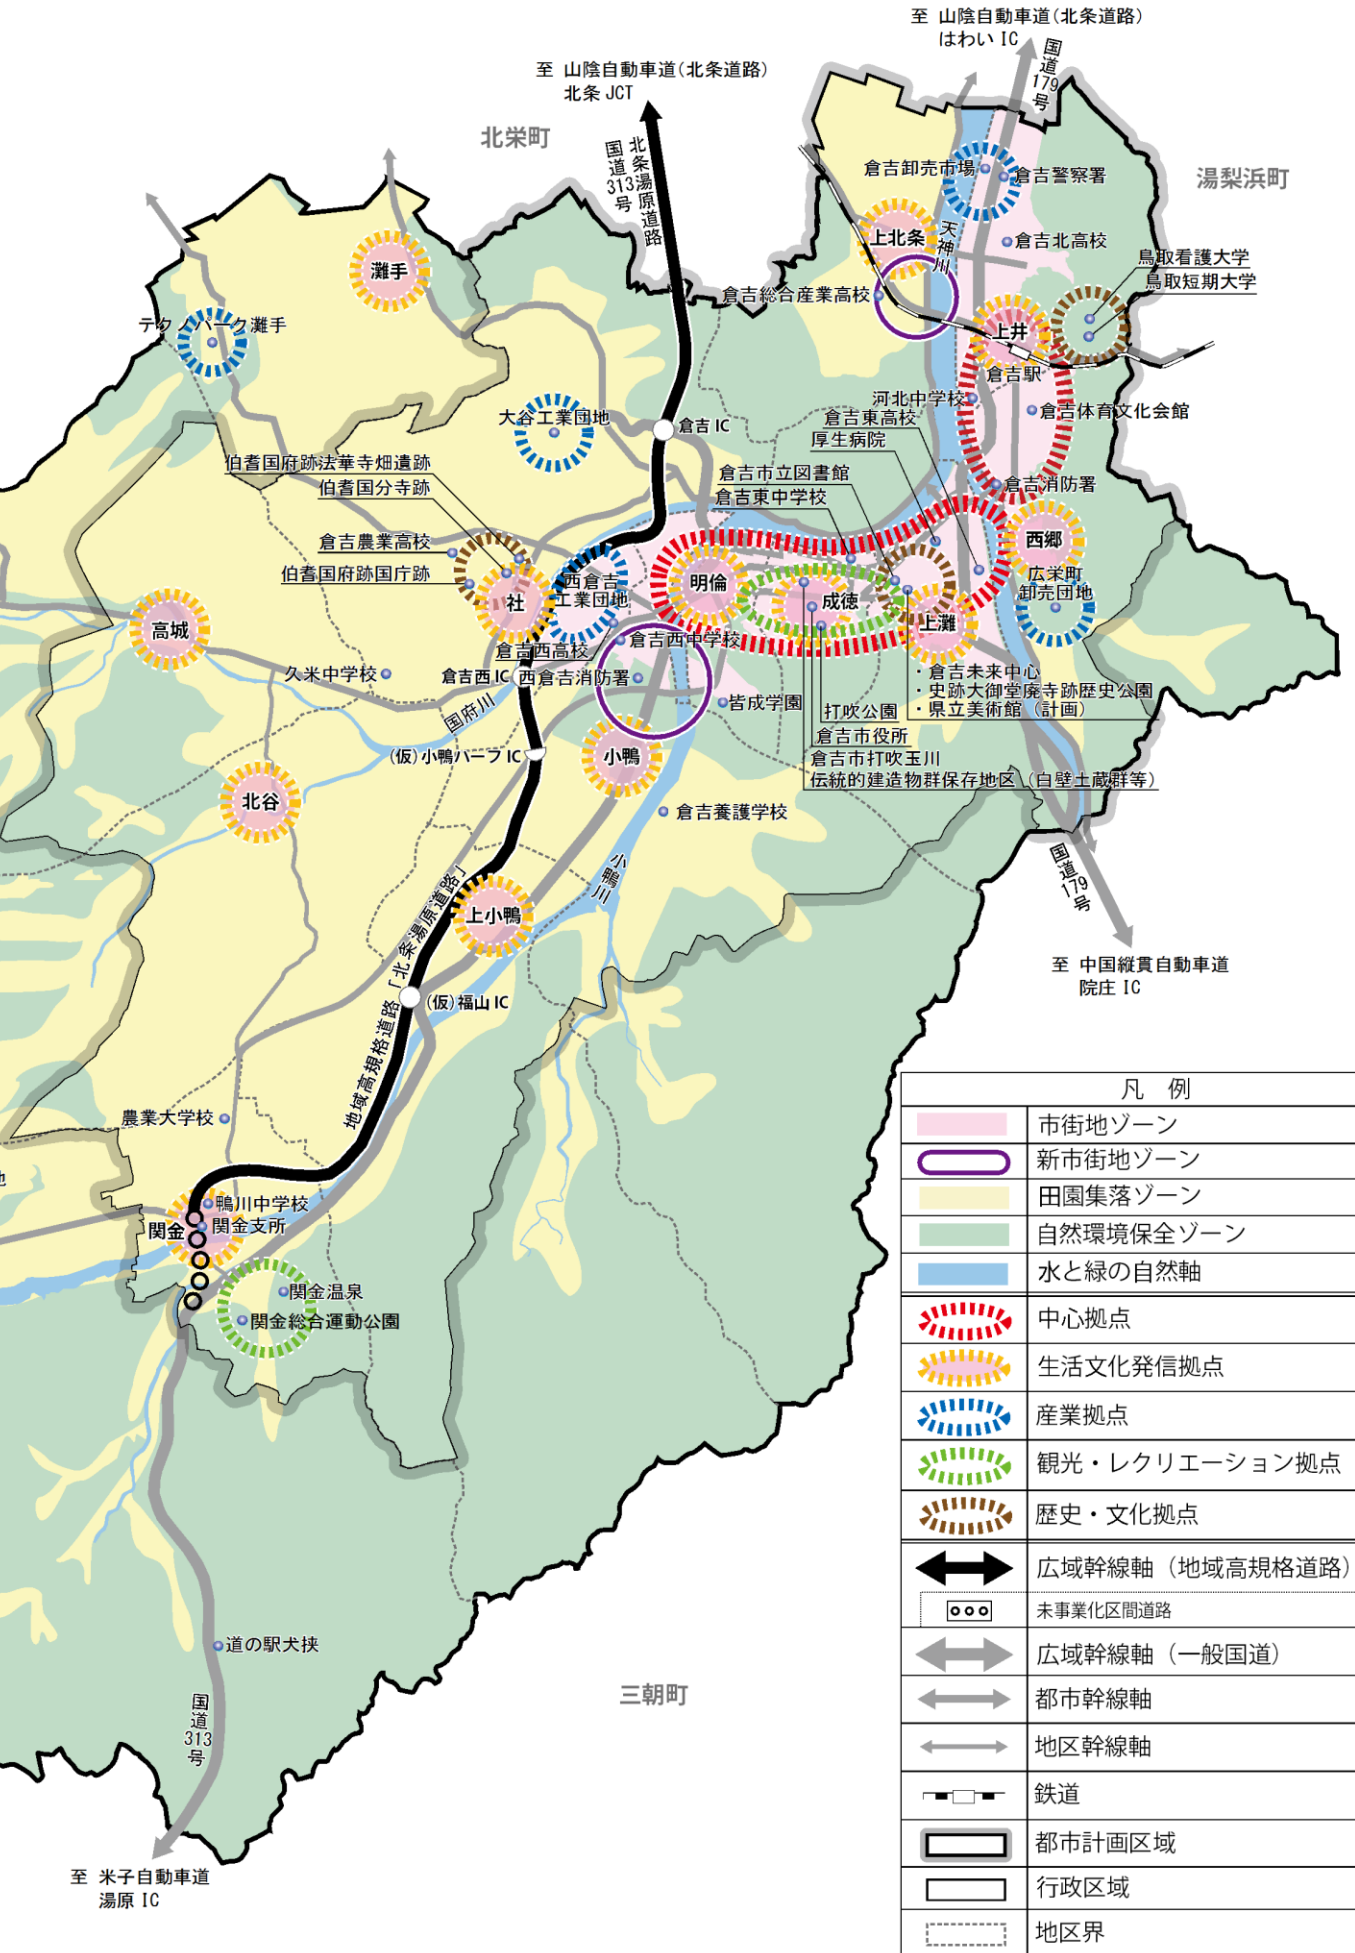 至 山陰自動車道(北条道路)
はわい IC
国道179号
至 山陰自動車道(北条道路)
北条 JCT
北栄町
国道313号
北条湯原道路
湯梨浜町
倉吉卸売市場
倉吉警察署
上北条
天神川
倉吉北高校
灘手
鳥取看護大学
鳥取短期大学
倉吉総合産業高校
テクノパーク灘手
上井
倉吉駅
河北中学校
倉吉東高校
倉吉体育文化会館
厚生病院
大谷工業団地
倉吉 IC
伯耆国府跡法華寺畑遺跡
倉吉市立図書館
伯耆国分寺跡
倉吉東中学校
倉吉消防署
倉吉農業高校
西郷
伯耆国府跡国庁跡
西倉吉
工業団地
明倫
成徳
広栄町
卸売団地
社
高城
上灘
倉吉西高校
倉吉西中学校
久米中学校
倉吉西 IC
西倉吉消防署
・倉吉未来中心
・史跡大御堂廃寺跡歴史公園
・県立美術館（計画）
国府川
皆成学園
打吹公園
倉吉市役所
倉吉市打吹玉川
伝統的建造物群保存地区（白壁土蔵群等）
(仮)小鴨ハーフ IC
小鴨
北谷
倉吉養護学校
小鴨川
国道179号
上小鴨
至 中国縦貫自動車道
院庄 IC
(仮)福山 IC
地域高規格道路「北条湯原道路」
農業大学校
鴨川中学校
関金
関金支所
関金温泉
関金総合運動公園
道の駅犬挟
三朝町
国道313号
至 米子自動車道
湯原 IC
凡　例
市街地ゾーン
新市街地ゾーン
田園集落ゾーン
自然環境保全ゾーン
水と緑の自然軸
中心拠点
生活文化発信拠点
産業拠点
観光・レクリエーション拠点
歴史・文化拠点
広域幹線軸（地域高規格道路）
未事業化区間道路
広域幹線軸（一般国道）
都市幹線軸
地区幹線軸
鉄道
都市計画区域
行政区域
地区界